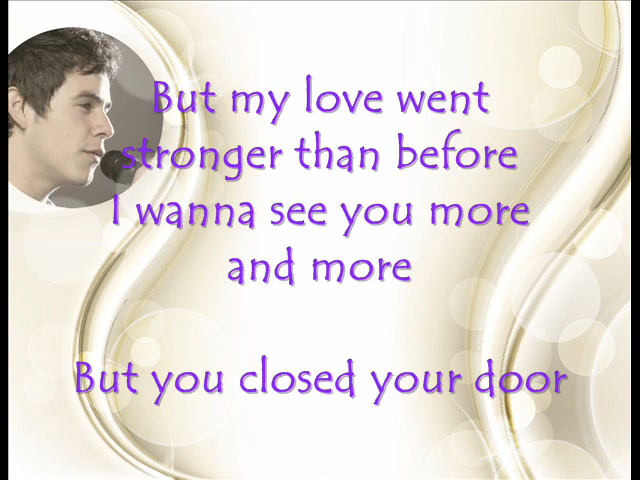 But my love went
stronger than before
I wanna see you more
and more
But you closed your door